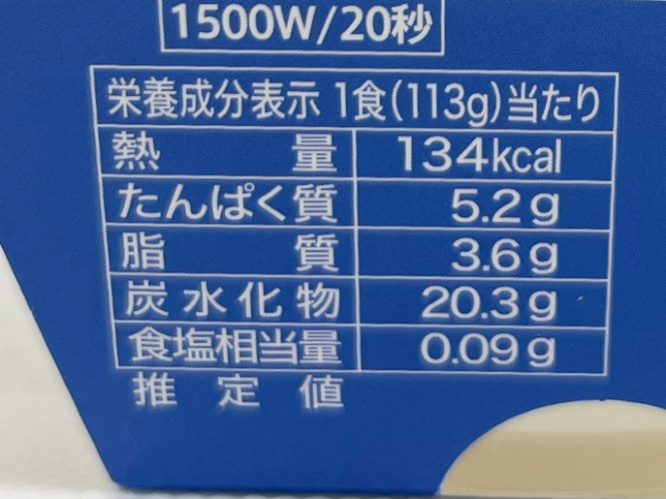 1500W/20秒
栄養成分表示 1食(113g)当たり
熱量 134kcal
たんぱく質 5.2g
脂質 3.6g
炭水化物 20.3g
食塩相当量 0.09g
推定値